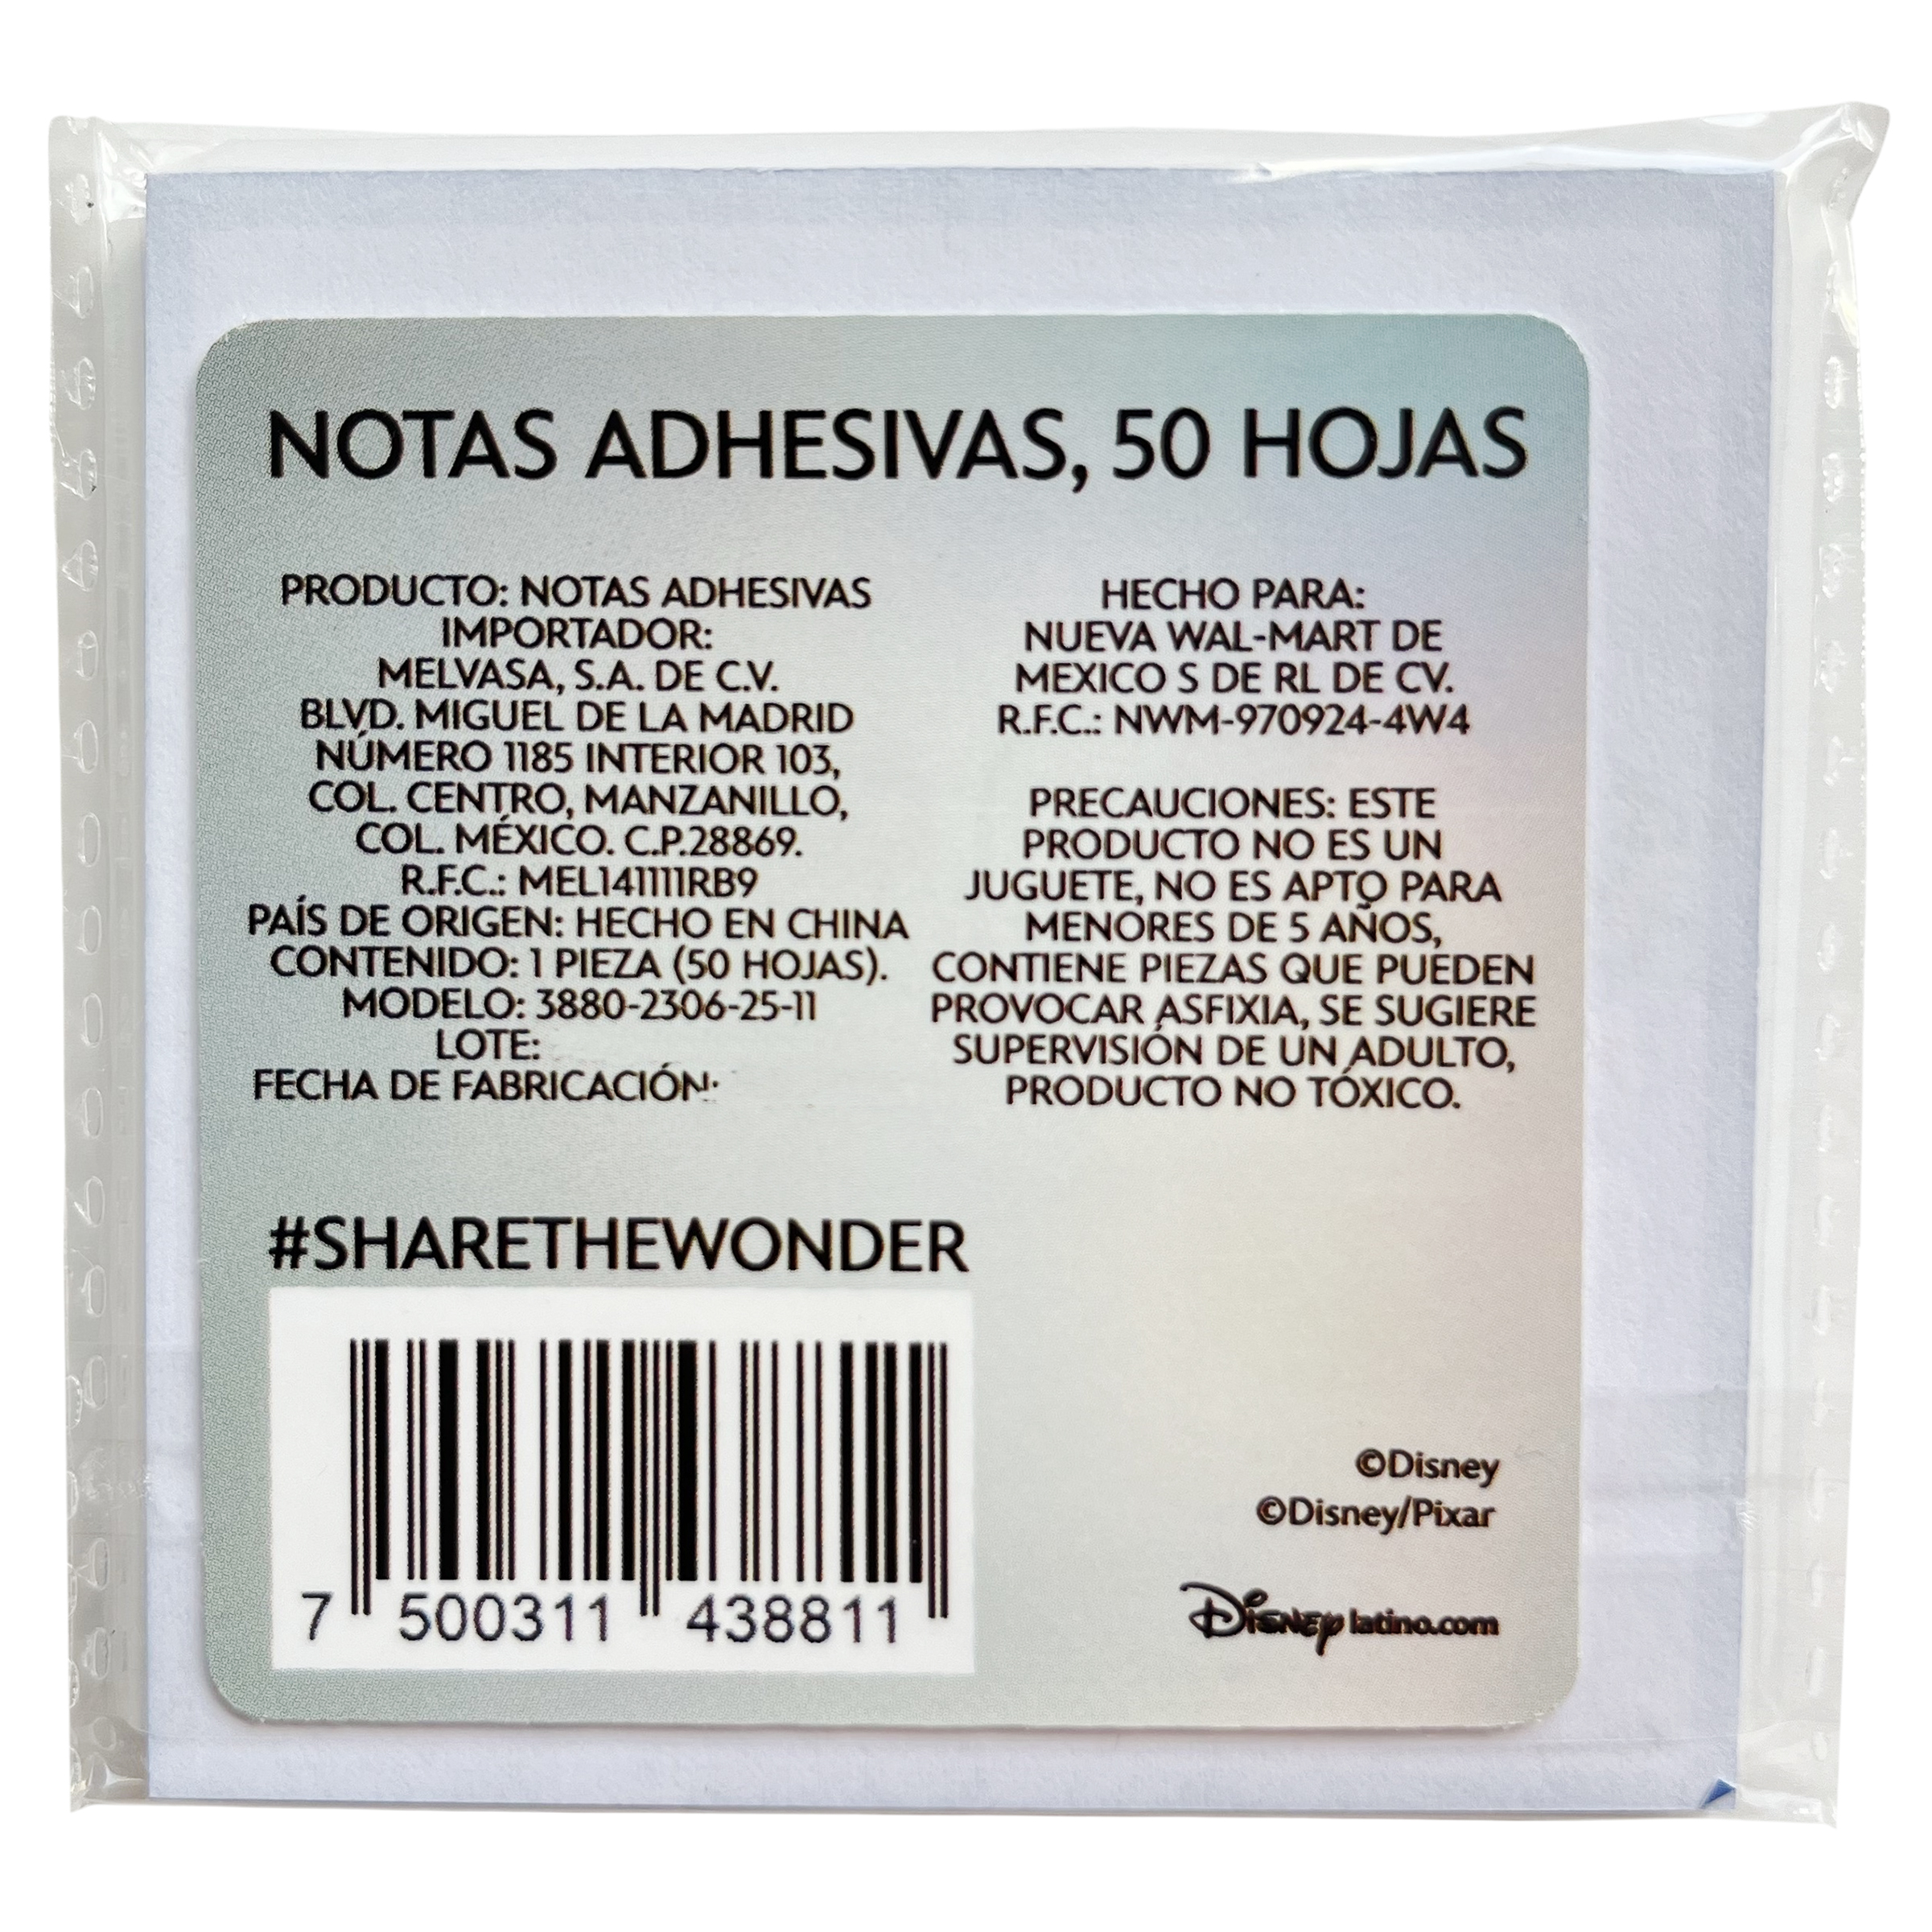 NOTAS ADHESIVAS, 50 HOJAS
PRODUCTO: NOTAS ADHESIVAS
IMPORTADOR:
MELVASA, S.A. DE C.V.
BLVD. MIGUEL DE LA MADRID
NÚMERO 1185 INTERIOR 103,
COL. CENTRO, MANZANILLO,
COL. MÉXICO. C.P.28869.
R.F.C.: MEL141111RB9
PAÍS DE ORIGEN: HECHO EN CHINA
CONTENIDO: 1 PIEZA (50 HOJAS).
MODELO: 3880-2306-25-11
LOTE:
FECHA DE FABRICACIÓN:
HECHO PARA:
NUEVA WAL-MART DE
MEXICO S DE RL DE CV.
R.F.C.: NWM-970924-4W4
PRECAUCIONES: ESTE
PRODUCTO NO ES UN
JUGUETE, NO ES APTO PARA
MENORES DE 5 AÑOS,
CONTIENE PIEZAS QUE PUEDEN
PROVOCAR ASFIXIA, SE SUGIERE
SUPERVISIÓN DE UN ADULTO,
PRODUCTO NO TÓXICO.
#SHARETHEWONDER
7 500311 438811
©Disney
©Disney/Pixar
Disney latino.com